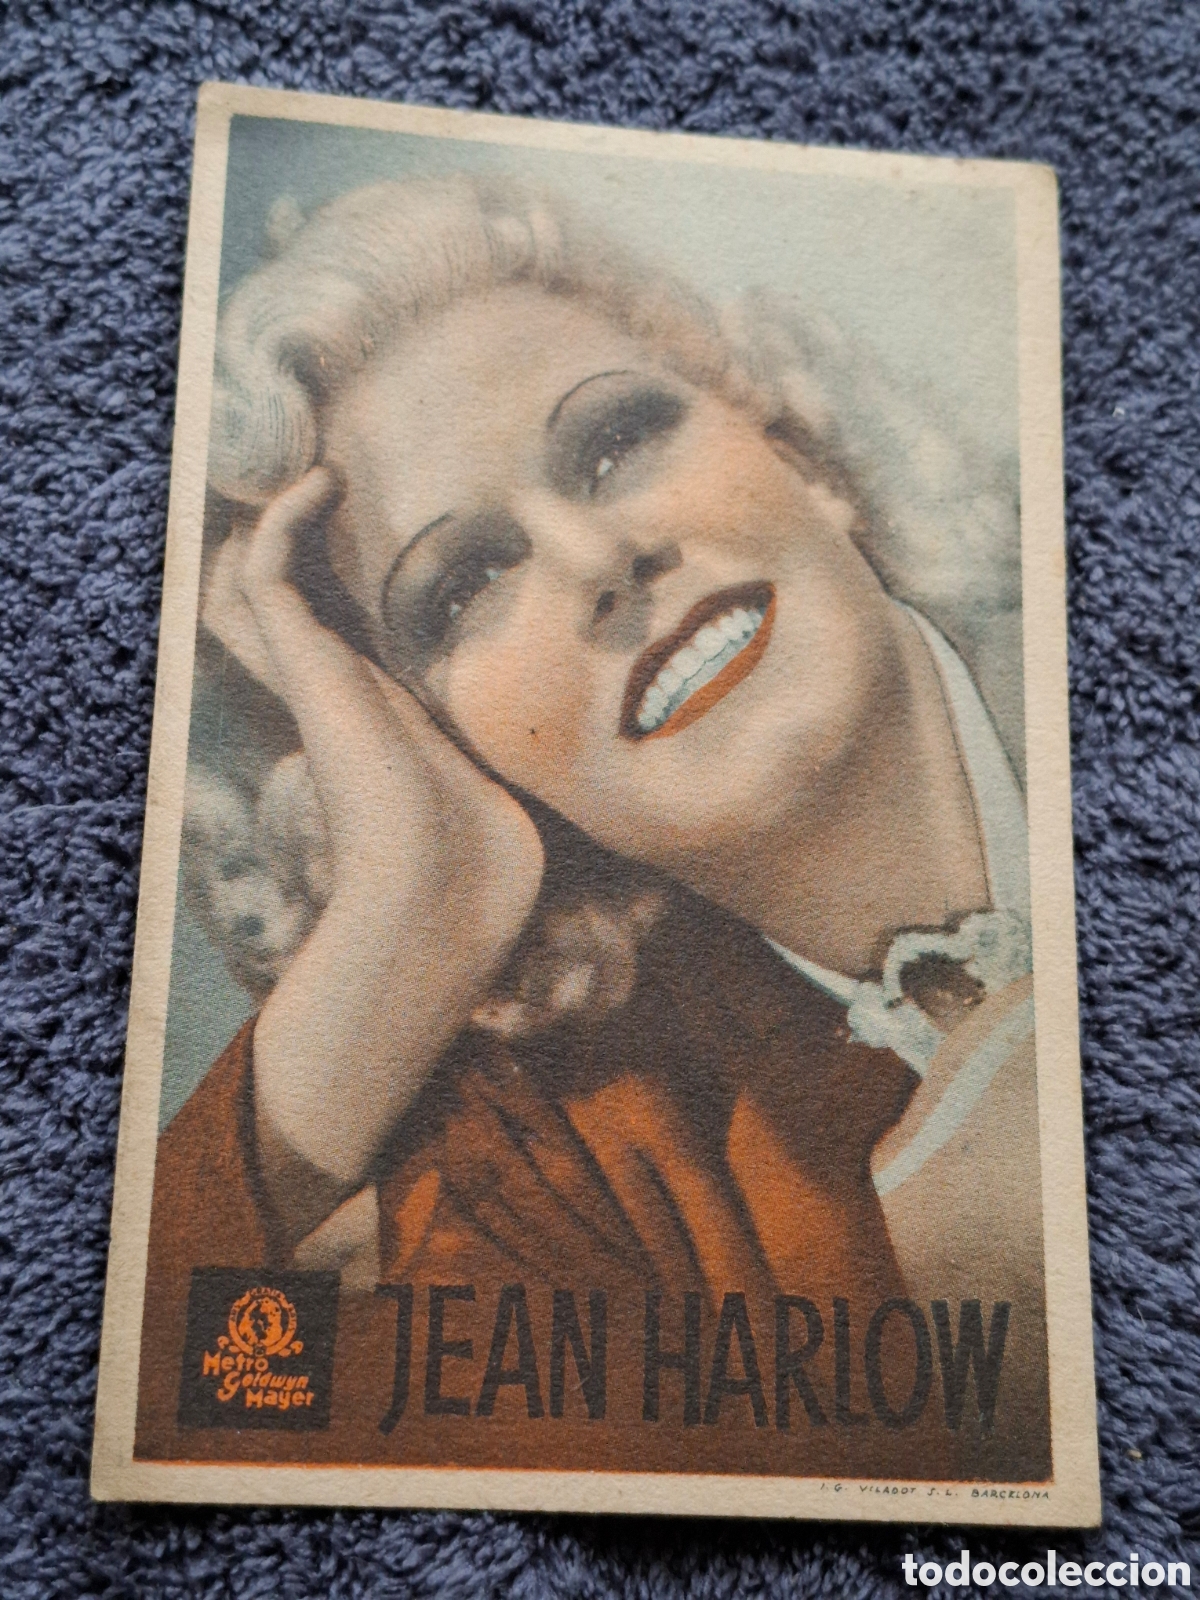 JEAN HARLOW
Metro
Goldwyn
Mayer
I.G. VILADOT S.L. BARCELONA
todocoleccion